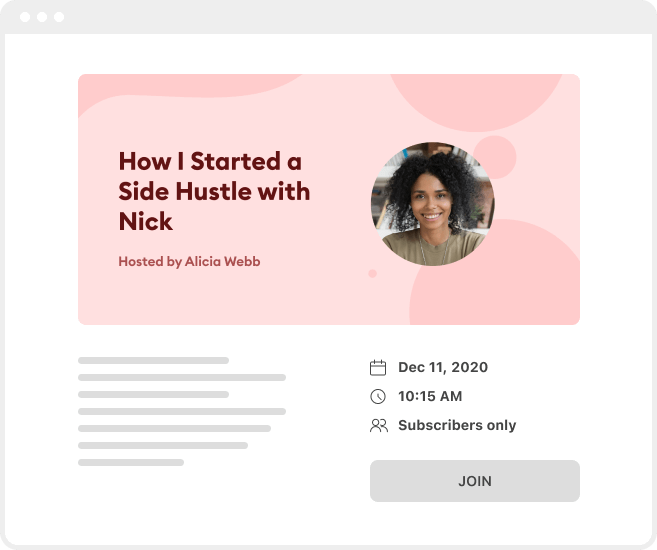 How I Started a
Side Hustle with
Nick
Hosted by Alicia Webb
Dec 11, 2020
10:15 AM
Subscribers only
JOIN